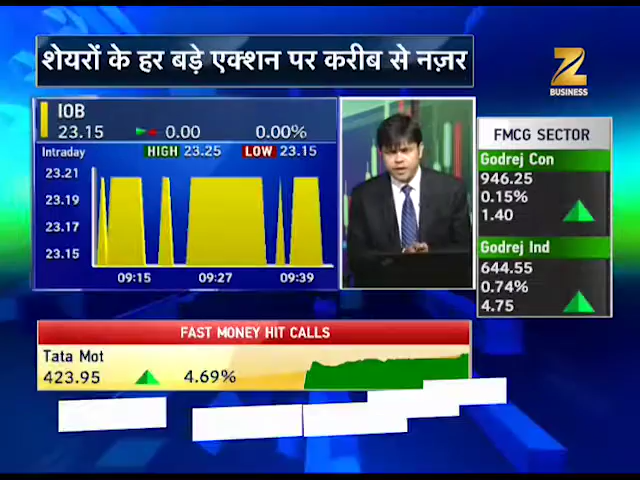 शेयरों के हर बड़े एक्शन पर करीब से नज़र
Z
BUSINESS
IOB
23.15 0.00 0.00%
Intraday HIGH 23.25 LOW 23.15
23.21
23.19
23.17
23.15
09:15 09:27 09:39
FMCG SECTOR
Godrej Con
946.25
0.15%
1.40
Godrej Ind
644.55
0.74%
4.75
FAST MONEY HIT CALLS
Tata Mot
423.95 4.69%